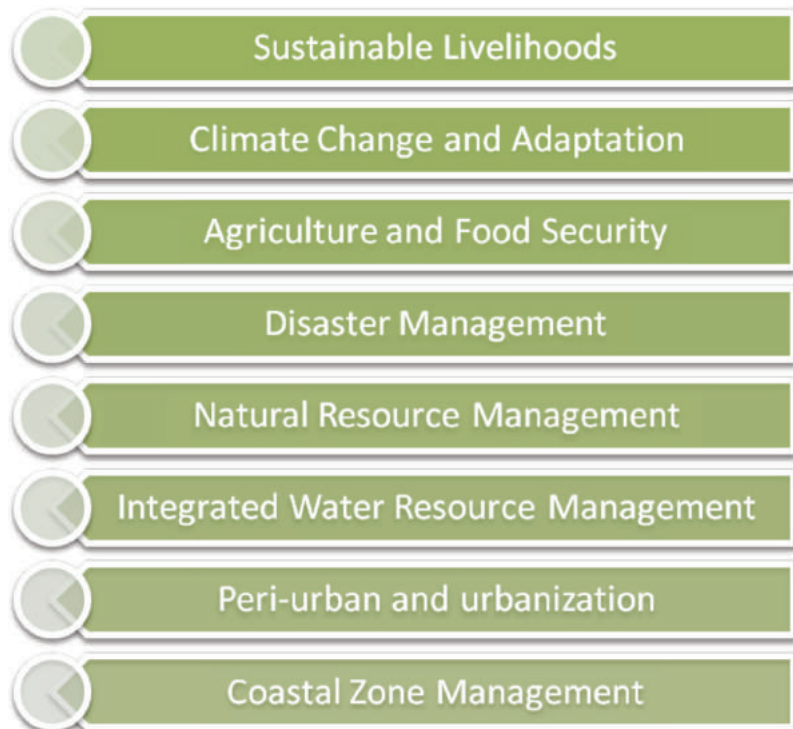 Sustainable Livelihoods
Climate Change and Adaptation
Agriculture and Food Security
Disaster Management
Natural Resource Management
Integrated Water Resource Management
Peri-urban and urbanization
Coastal Zone Management